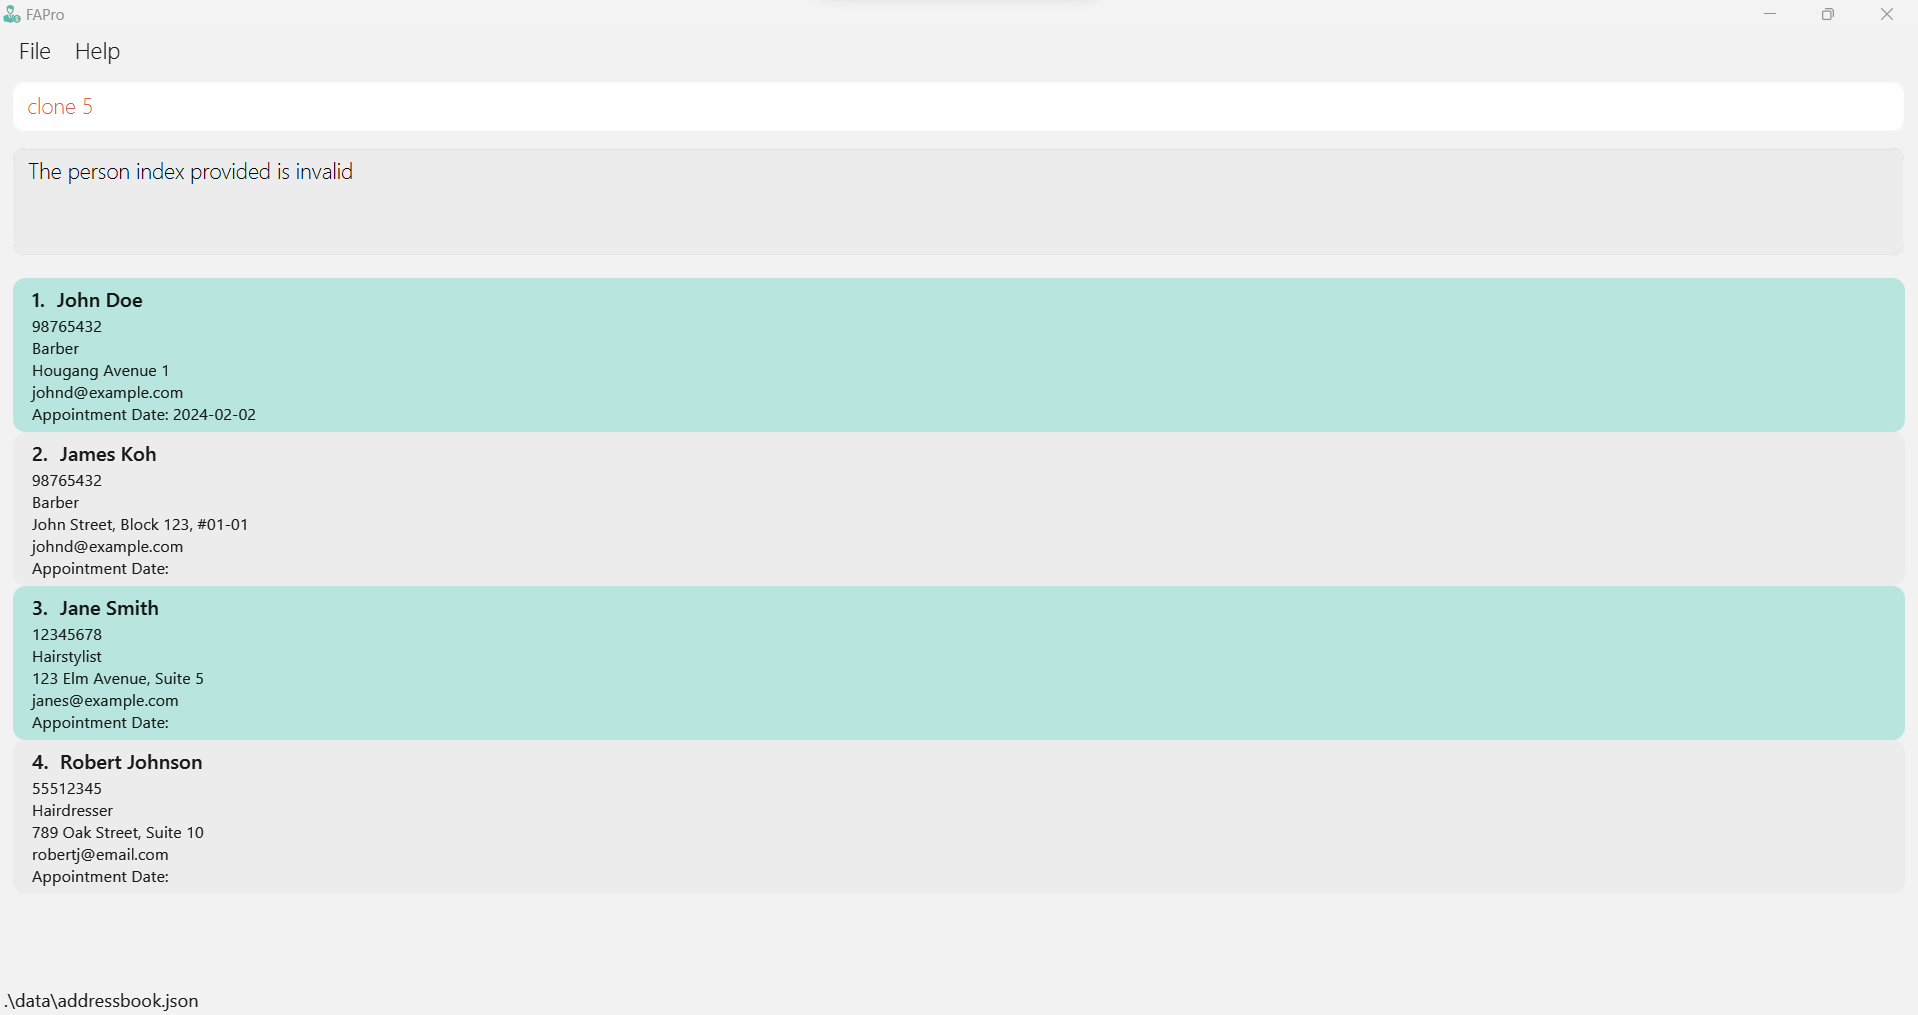 FAPro
File Help
clone 5
The person index provided is invalid
1. John Doe
98765432
Barber
Hougang Avenue 1
johnd@example.com
Appointment Date: 2024-02-02
2. James Koh
98765432
Barber
John Street, Block 123, #01-01
johnd@example.com
Appointment Date:
3. Jane Smith
12345678
Hairstylist
123 Elm Avenue, Suite 5
janes@example.com
Appointment Date:
4. Robert Johnson
55512345
Hairdresser
789 Oak Street, Suite 10
robertj@email.com
Appointment Date:
.\data\addressbook.json